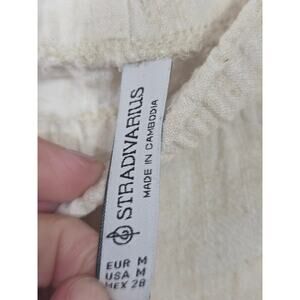 STRADIVARIUS
MADE IN CAMBODIA
EUR M
USA M
MEX 28